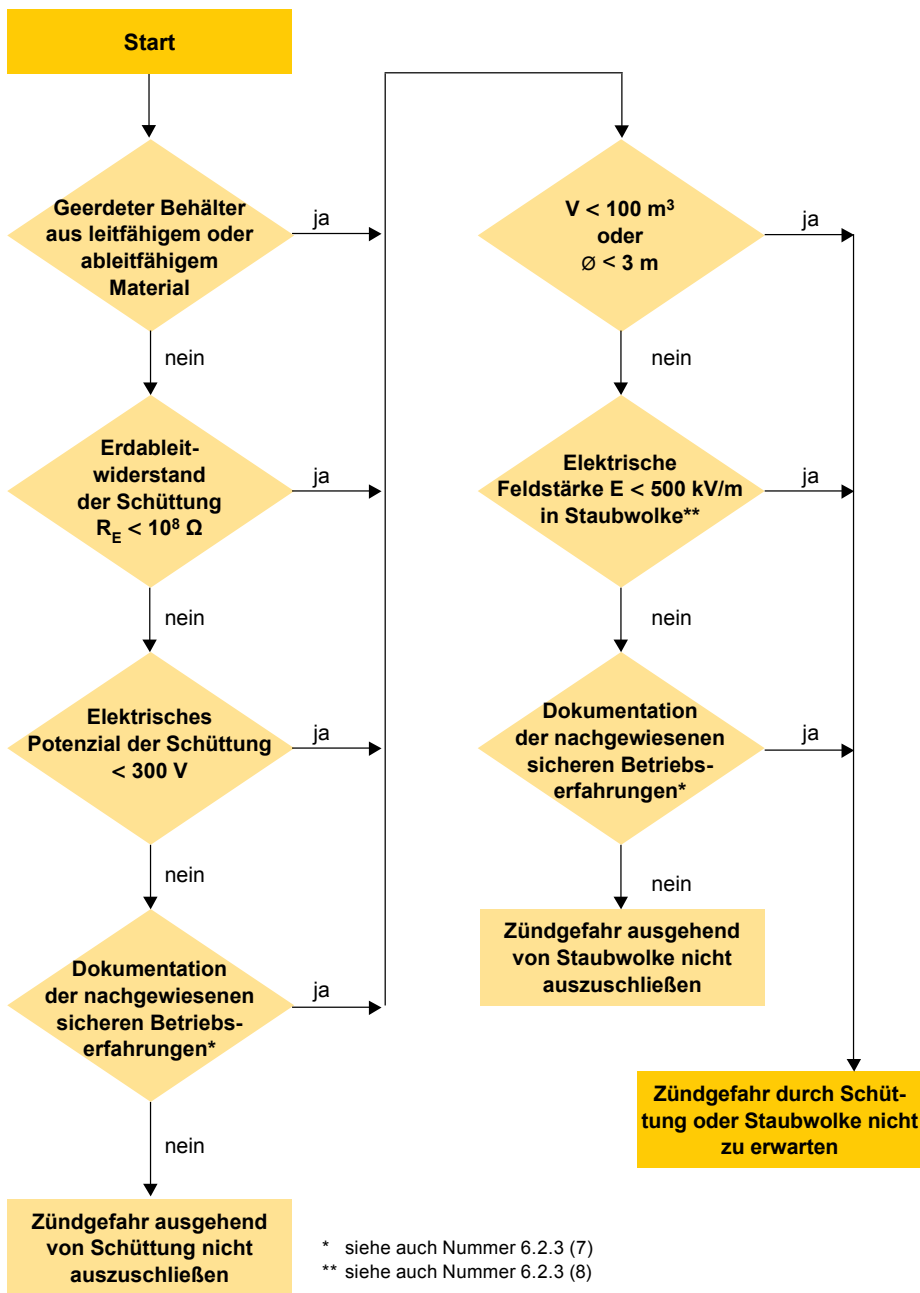 Start
Geerdeter Behälter
aus leitfähigem oder
ableitfähigem
Material
ja
nein
Erdableit-
widerstand
der Schüttung
R_E < 10⁸ Ω
ja
nein
Elektrisches
Potenzial der Schüttung
< 300 V
ja
nein
Dokumentation
der nachgewiesenen
sicheren Betriebs-
erfahrungen*
ja
nein
Zündgefahr ausgehend
von Schüttung nicht
auszuschließen
V < 100 m³
oder
⌀ < 3 m
ja
nein
Elektrische
Feldstärke E < 500 kV/m
in Staubwolke**
ja
nein
Dokumentation
der nachgewiesenen
sicheren Betriebs-
erfahrungen*
ja
nein
Zündgefahr ausgehend
von Staubwolke nicht
auszuschließen
Zündgefahr durch Schüt-
tung oder Staubwolke nicht
zu erwarten
* siehe auch Nummer 6.2.3 (7)
** siehe auch Nummer 6.2.3 (8)